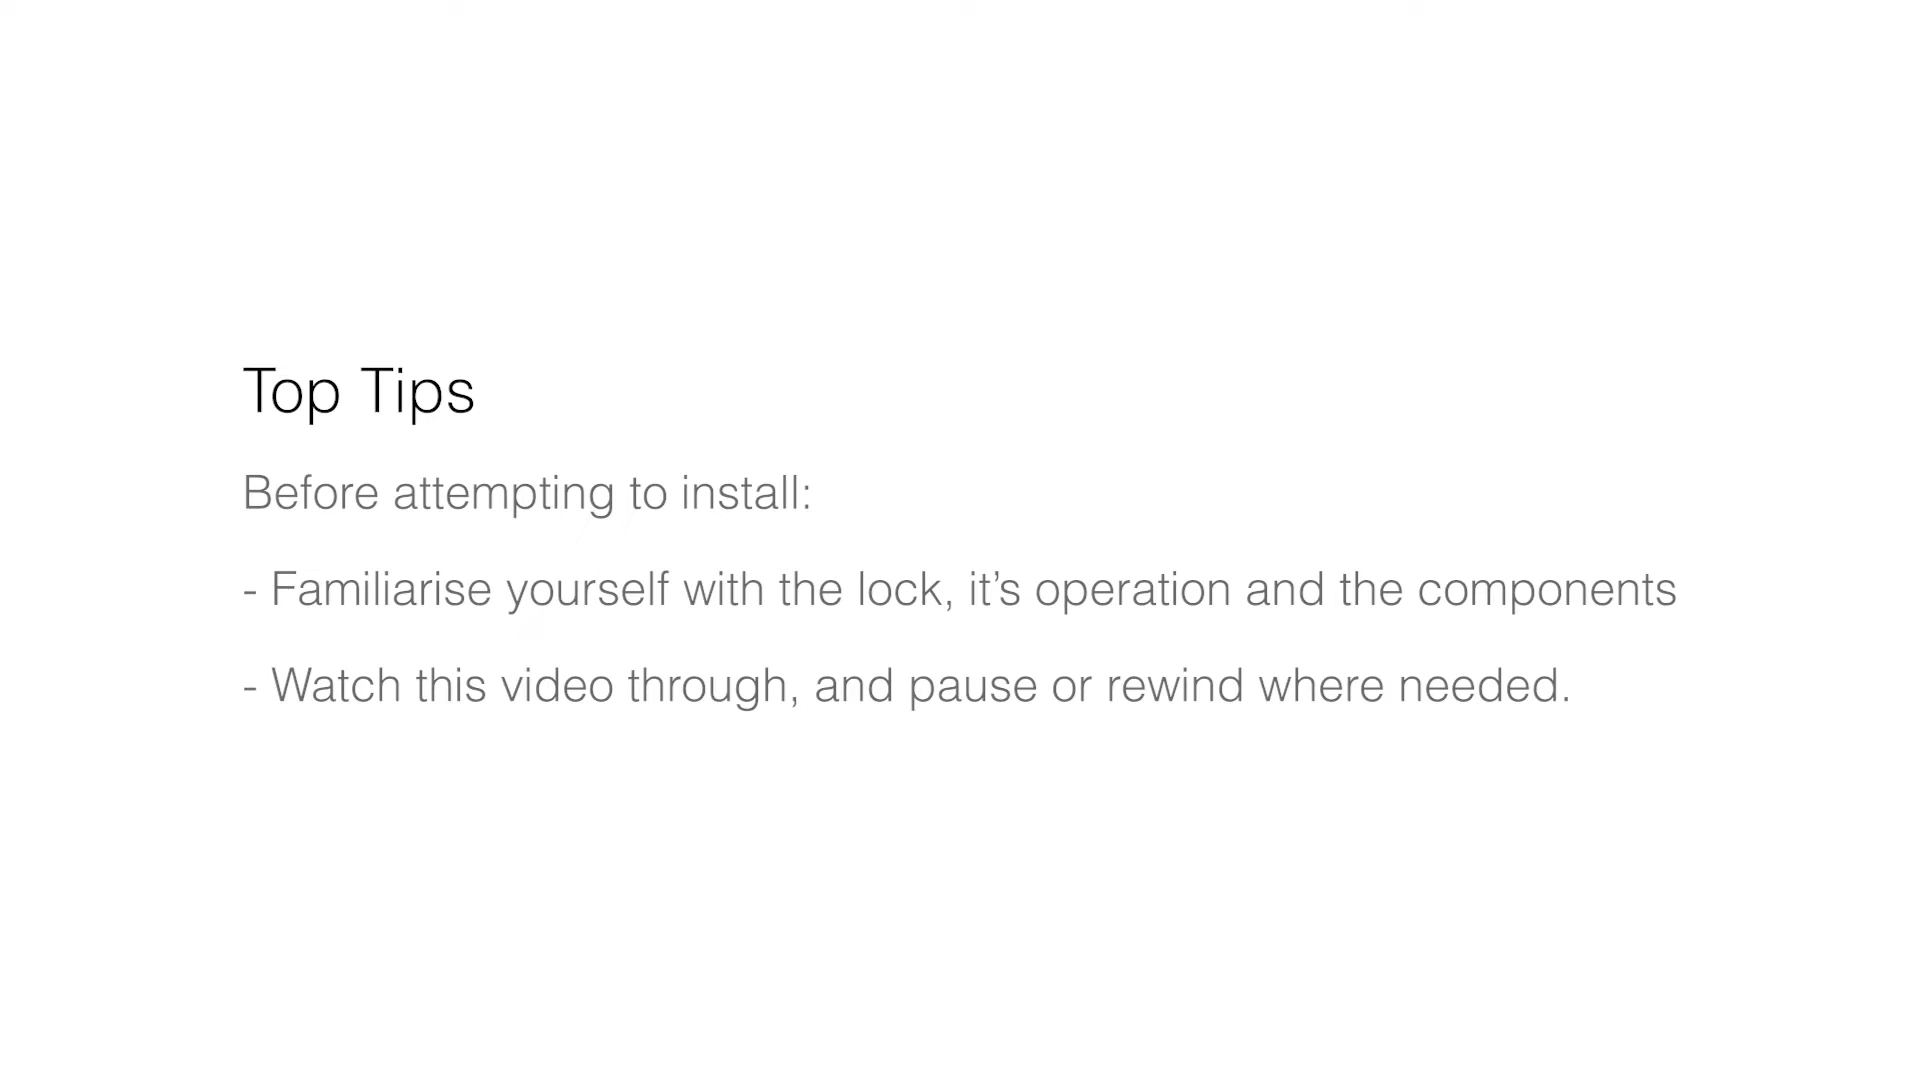 Top Tips
Before attempting to install:
- Familiarise yourself with the lock, it’s operation and the components
- Watch this video through, and pause or rewind where needed.